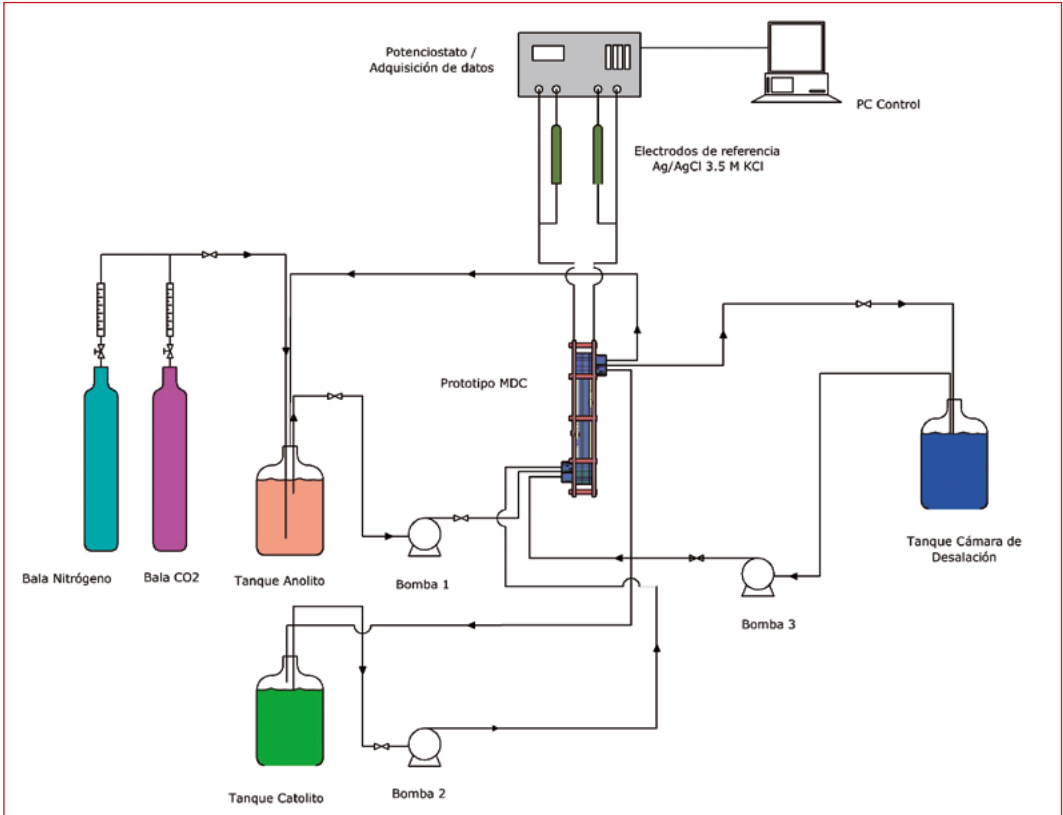 Potenciostato /
Adquisición de datos
PC Control
Electrodos de referencia
Ag/AgCl 3.5 M KCl
Prototipo MDC
Bala Nitrógeno
Bala CO2
Tanque Anolito
Bomba 1
Tanque Cámara de
Desalación
Bomba 3
Tanque Catolito
Bomba 2